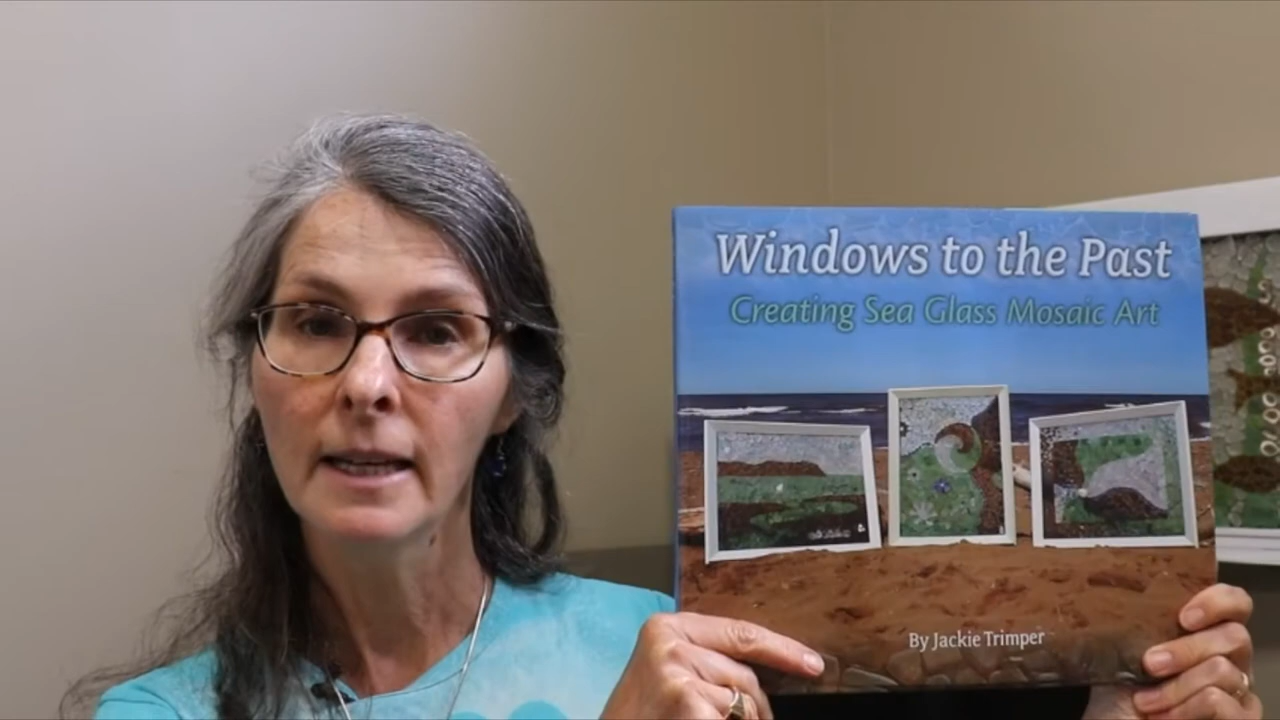 Windows to the Past
Creating Sea Glass Mosaic Art
By Jackie Trimper